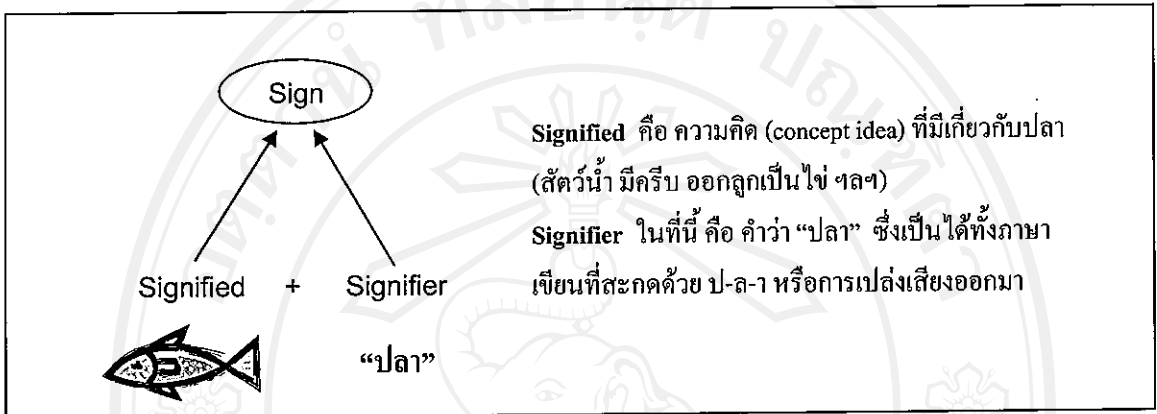 Sign
Signified คือ ความคิด (concept idea) ที่มีเกี่ยวกับปลา
(สัตว์น้ำ มีครีบ ออกลูกเป็นไข่ ฯลฯ)
Signifier ในที่นี้ คือ คำว่า “ปลา” ซึ่งเป็นได้ทั้งภาษา
เขียนที่สะกดด้วย ป-ล-า หรือการเปล่งเสียงออกมา
Signified + Signifier
“ปลา”